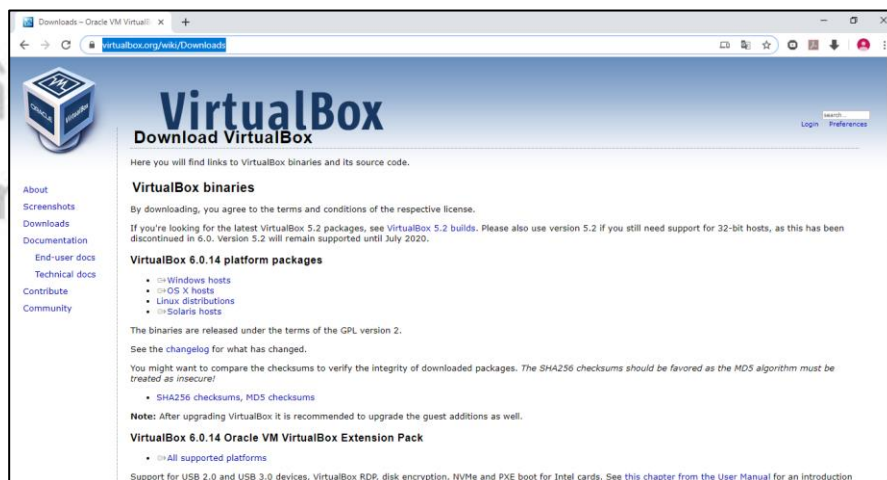 Downloads – Oracle VM Virtual
virtualbox.org/wiki/Downloads
VirtualBox
search...
Login Preferences
Download VirtualBox
Here you will find links to VirtualBox binaries and its source code.
About
Screenshots
Downloads
Documentation
End-user docs
Technical docs
Contribute
Community
VirtualBox binaries
By downloading, you agree to the terms and conditions of the respective license.
If you're looking for the latest VirtualBox 5.2 packages, see VirtualBox 5.2 builds. Please also use version 5.2 if you still need support for 32-bit hosts, as this has been
discontinued in 6.0. Version 5.2 will remain supported until July 2020.
VirtualBox 6.0.14 platform packages
Windows hosts
OS X hosts
Linux distributions
Solaris hosts
The binaries are released under the terms of the GPL version 2.
See the changelog for what has changed.
You might want to compare the checksums to verify the integrity of downloaded packages. The SHA256 checksums should be favored as the MD5 algorithm must be
treated as insecure!
SHA256 checksums, MD5 checksums
Note: After upgrading VirtualBox it is recommended to upgrade the guest additions as well.
VirtualBox 6.0.14 Oracle VM VirtualBox Extension Pack
All supported platforms
Support for USB 2.0 and USB 3.0 devices, VirtualBox RDP, disk encryption, NVMe and PXE boot for Intel cards. See this chapter from the User Manual for an introduction